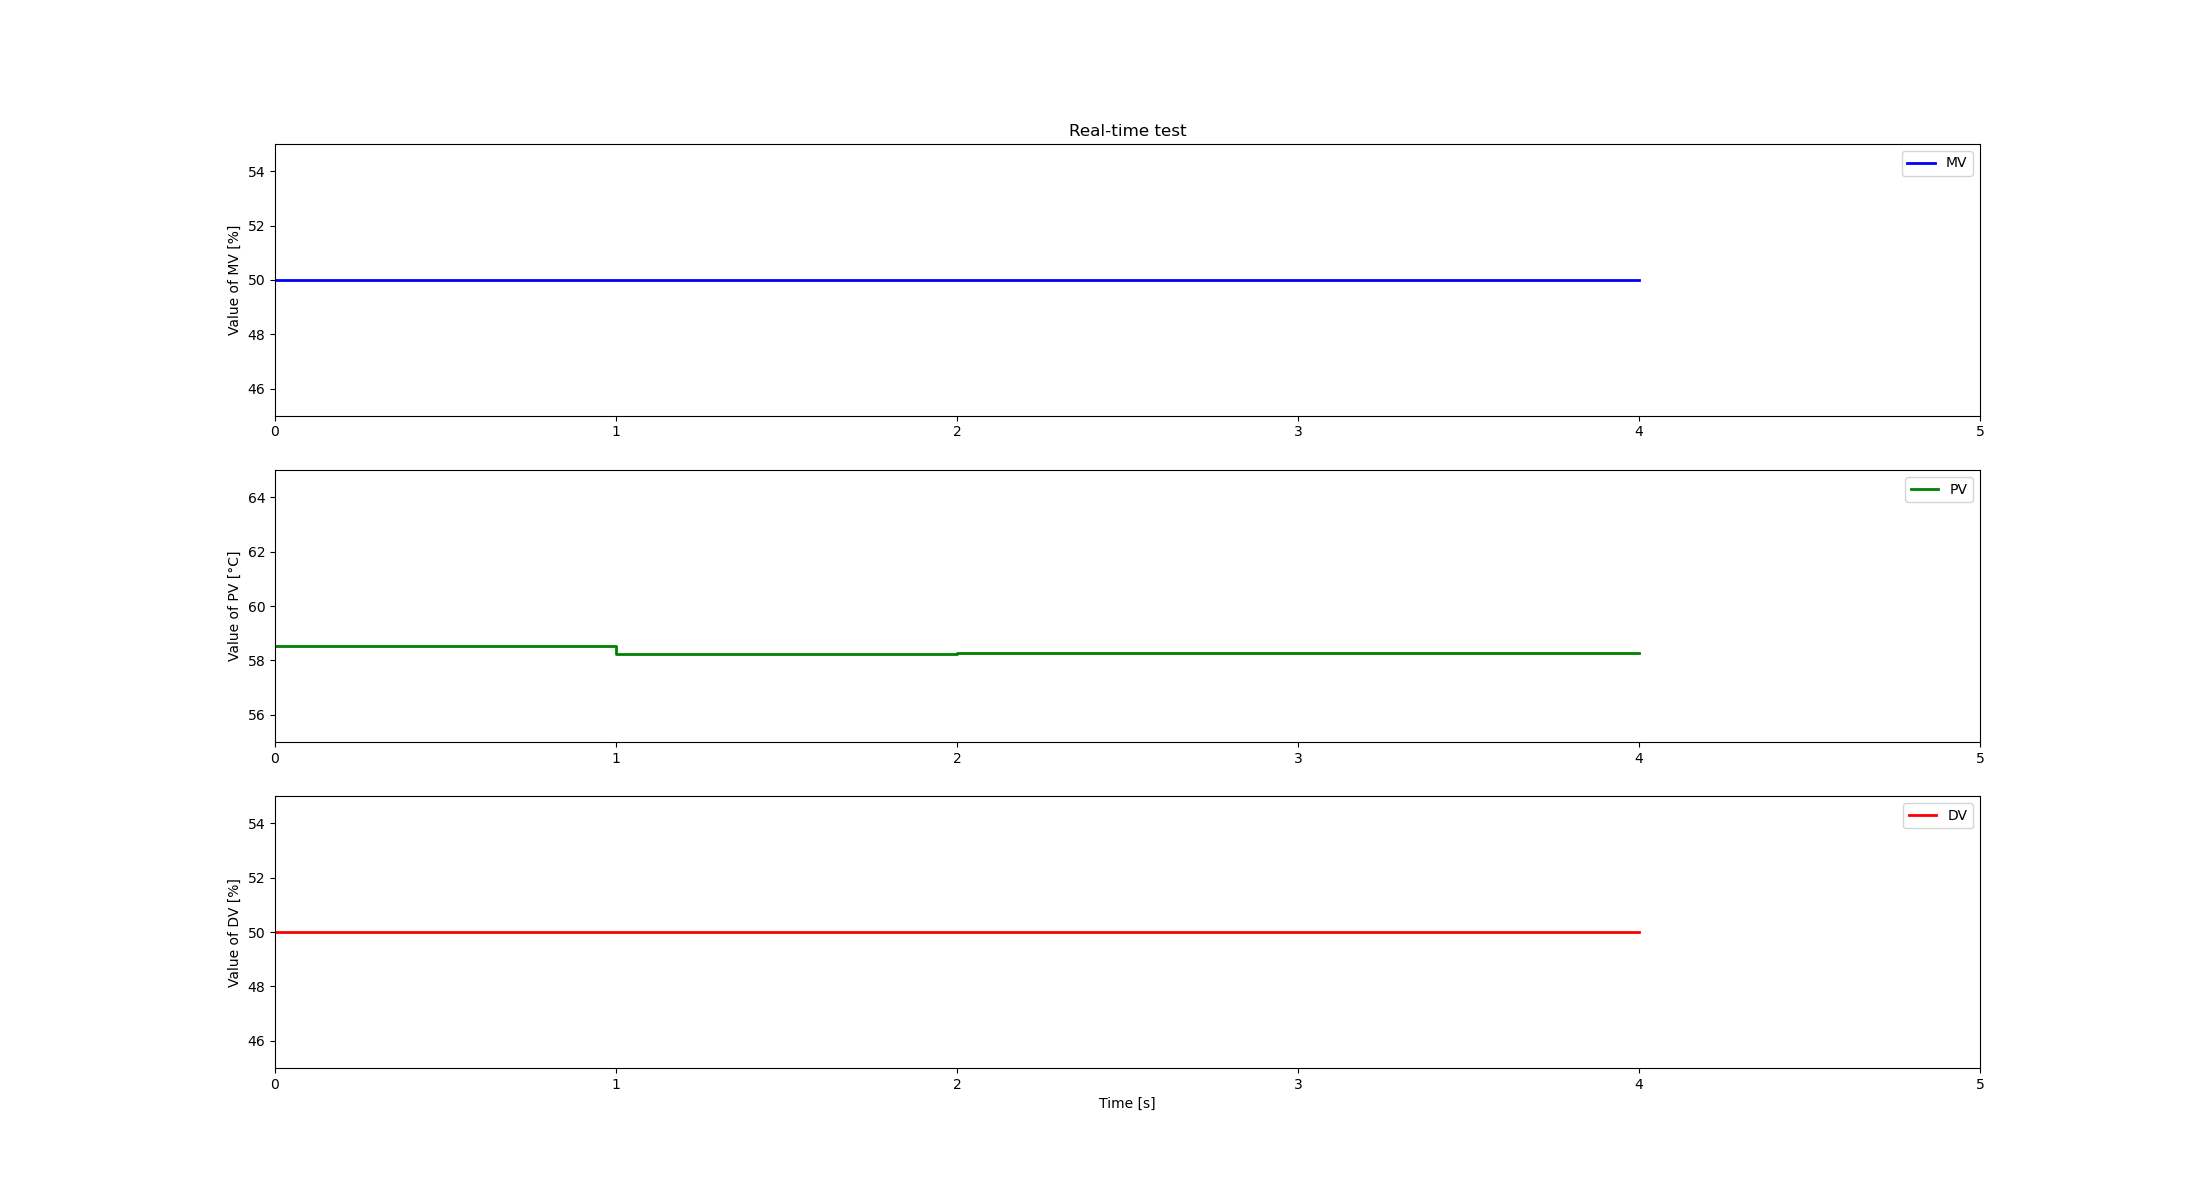 Real-time test
MV
Value of MV [%]
54
52
50
48
46
0 1 2 3 4 5
PV
Value of PV [°C]
64
62
60
58
56
0 1 2 3 4 5
DV
Value of DV [%]
54
52
50
48
46
0 1 2 3 4 5
Time [s]